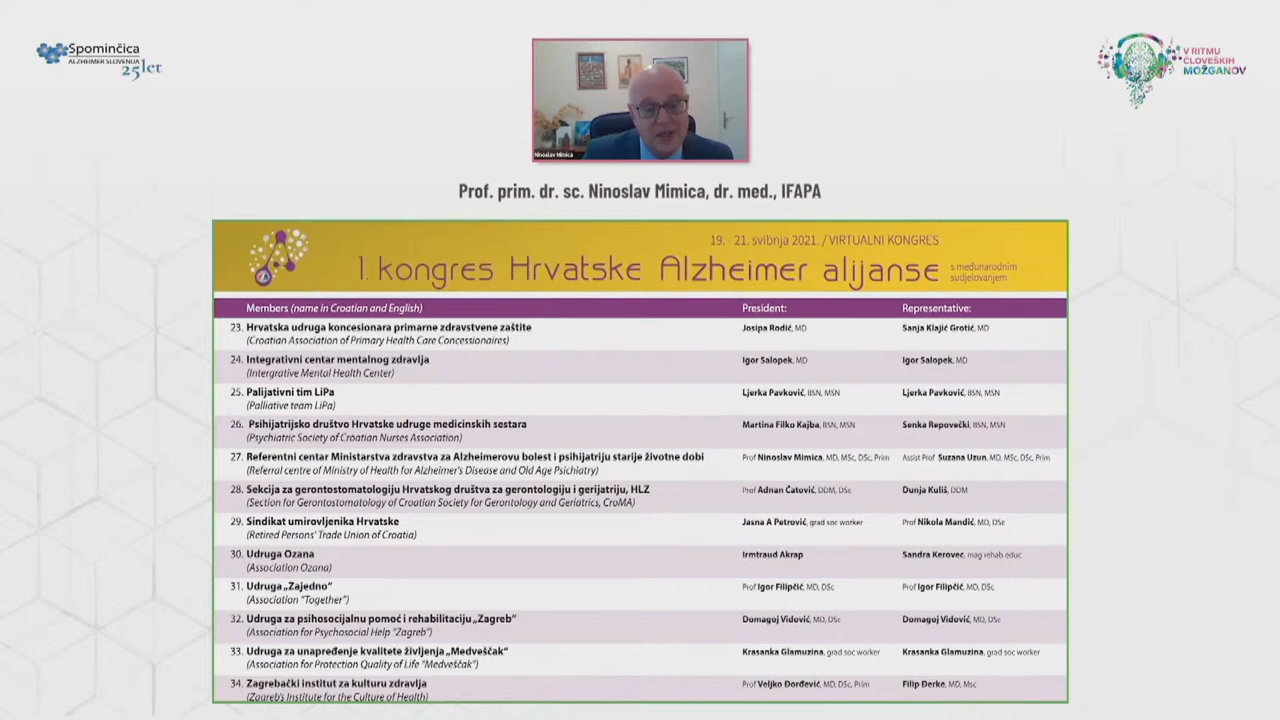 Spominčica
ALZHEIMER SLOVENIJA
25let
V RITMU
ČLOVEŠKIH
MOŽGANOV
Ninoslav Mimica
Prof. prim. dr. sc. Ninoslav Mimica, dr. med., IFAPA
19. - 21. svibnja 2021. / VIRTUALNI KONGRES
1. kongres Hrvatske Alzheimer alijanse s međunarodnim
sudjelovanjem
Members (name in Croatian and English) President: Representative:
23. Hrvatska udruga koncesionara primarne zdravstvene zaštite Josipa Rodić, MD Sanja Klajić Grotić, MD
(Croatian Association of Primary Health Care Concessionaires)
24. Integrativni centar mentalnog zdravlja Igor Salopek, MD Igor Salopek, MD
(Intergrative Mental Health Center)
25. Palijativni tim LiPa Ljerka Pavković, BSN, MSN Ljerka Pavković, BSN, MSN
(Palliative team LiPa)
26. Psihijatrijsko društvo Hrvatske udruge medicinskih sestara Martina Filko Kajba, BSN, MSN Senka Repovečki, BSN, MSN
(Psychiatric Society of Croatian Nurses Association)
27. Referentni centar Ministarstva zdravstva za Alzheimerovu bolest i psihijatriju starije životne dobi Prof Ninoslav Mimica, MD, MSc, DSc, Prim Assist Prof Suzana Uzun, MD, MSc, DSc, Prim
(Referral centre of Ministry of Health for Alzheimer's Disease and Old Age Psychiatry)
28. Sekcija za gerontostomatologiju Hrvatskog društva za gerontologiju i gerijatriju, HLZ Prof Adnan Ćatović, DDM, DSc Dunja Kuliš, DDM
(Section for Gerontostomatology of Croatian Society for Gerontology and Geriatrics, CroMA)
29. Sindikat umirovljenika Hrvatske Jasna A Petrović, grad soc worker Prof Nikola Mandić, MD, DSc
(Retired Persons' Trade Union of Croatia)
30. Udruga Ozana Irmtraud Akrap Sandra Kerovec, mag rehab educ
(Association Ozana)
31. Udruga „Zajedno“ Prof Igor Filipčić, MD, DSc Prof Igor Filipčić, MD, DSc
(Association "Together")
32. Udruga za psihosocijalnu pomoć i rehabilitaciju „Zagreb“ Domagoj Vidović, MD, DSc Domagoj Vidović, MD, DSc
(Association for Psychosocial Help "Zagreb")
33. Udruga za unapređenje kvalitete življenja „Medveščak“ Krasanka Glamuzina, grad soc worker Krasanka Glamuzina, grad soc worker
(Association for Protection Quality of Life "Medveščak")
34. Zagrebački institut za kulturu zdravlja Prof Veljko Đorđević, MD, DSc, Prim Filip Đerke, MD, Msc
(Zagreb's Institute for the Culture of Health)